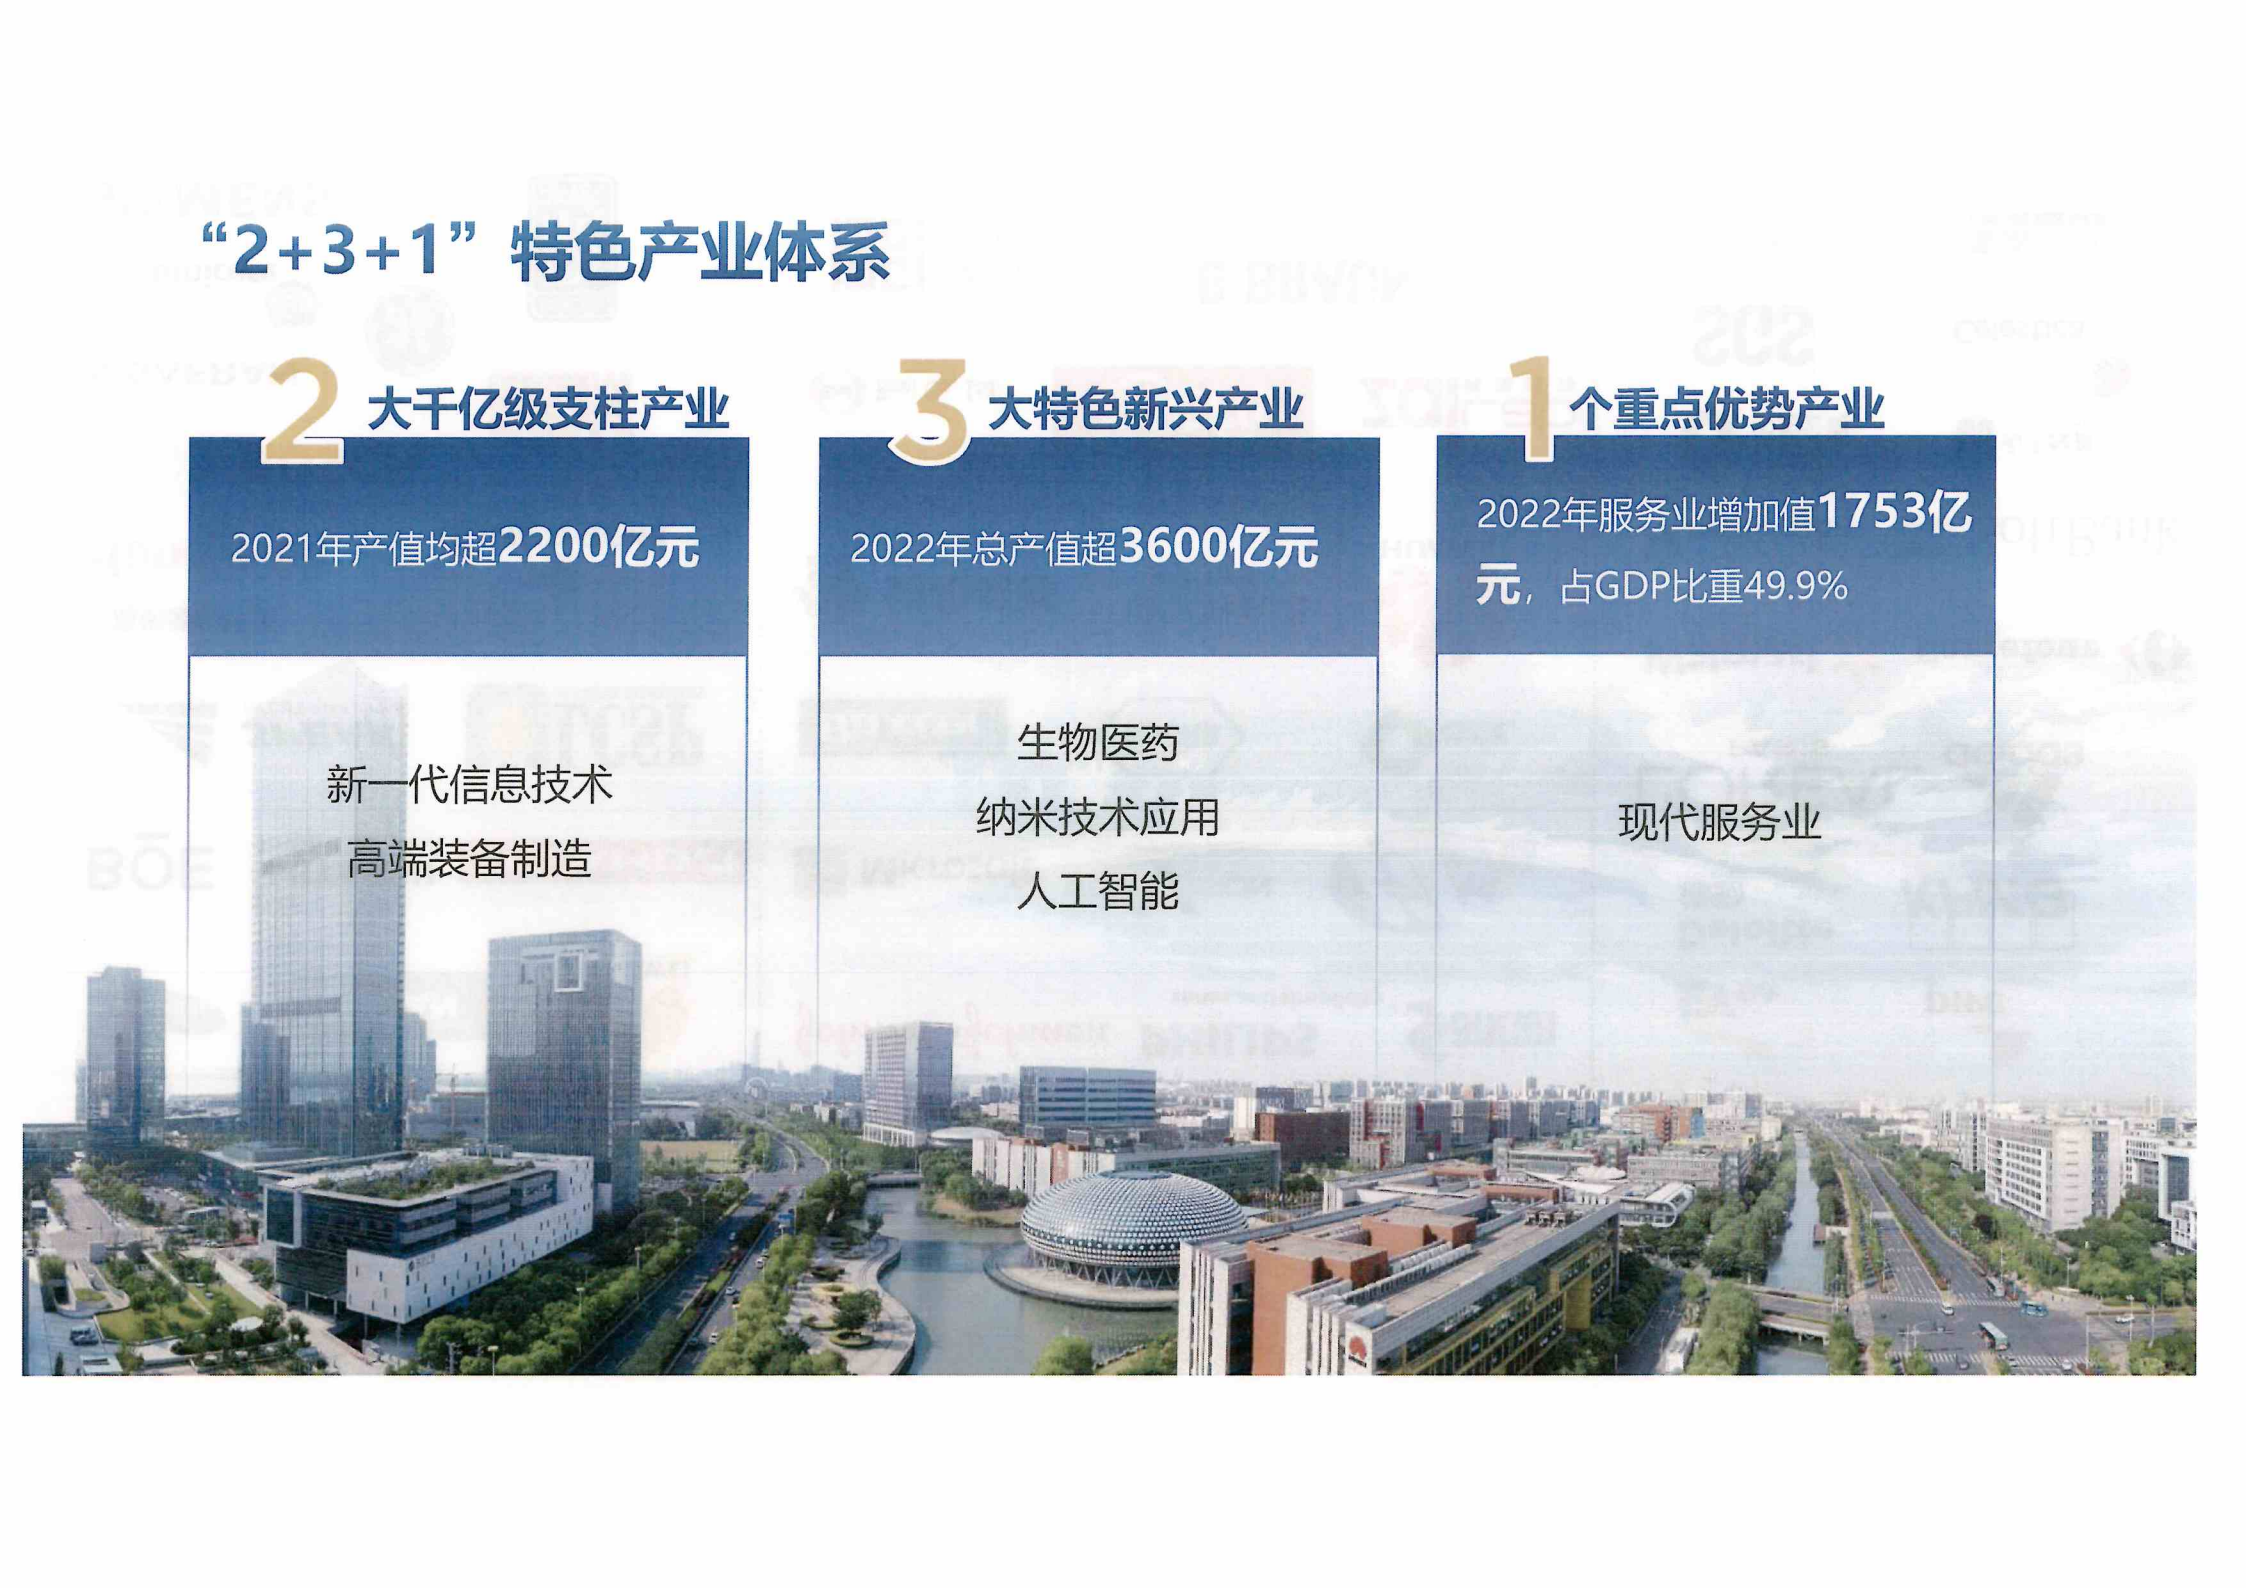 “2+3+1”特色产业体系
2大千亿级支柱产业
2021年产值均超2200亿元
新一代信息技术
高端装备制造
3大特色新兴产业
2022年总产值超3600亿元
生物医药
纳米技术应用
人工智能
1个重点优势产业
2022年服务业增加值1753亿
元，占GDP比重49.9%
现代服务业